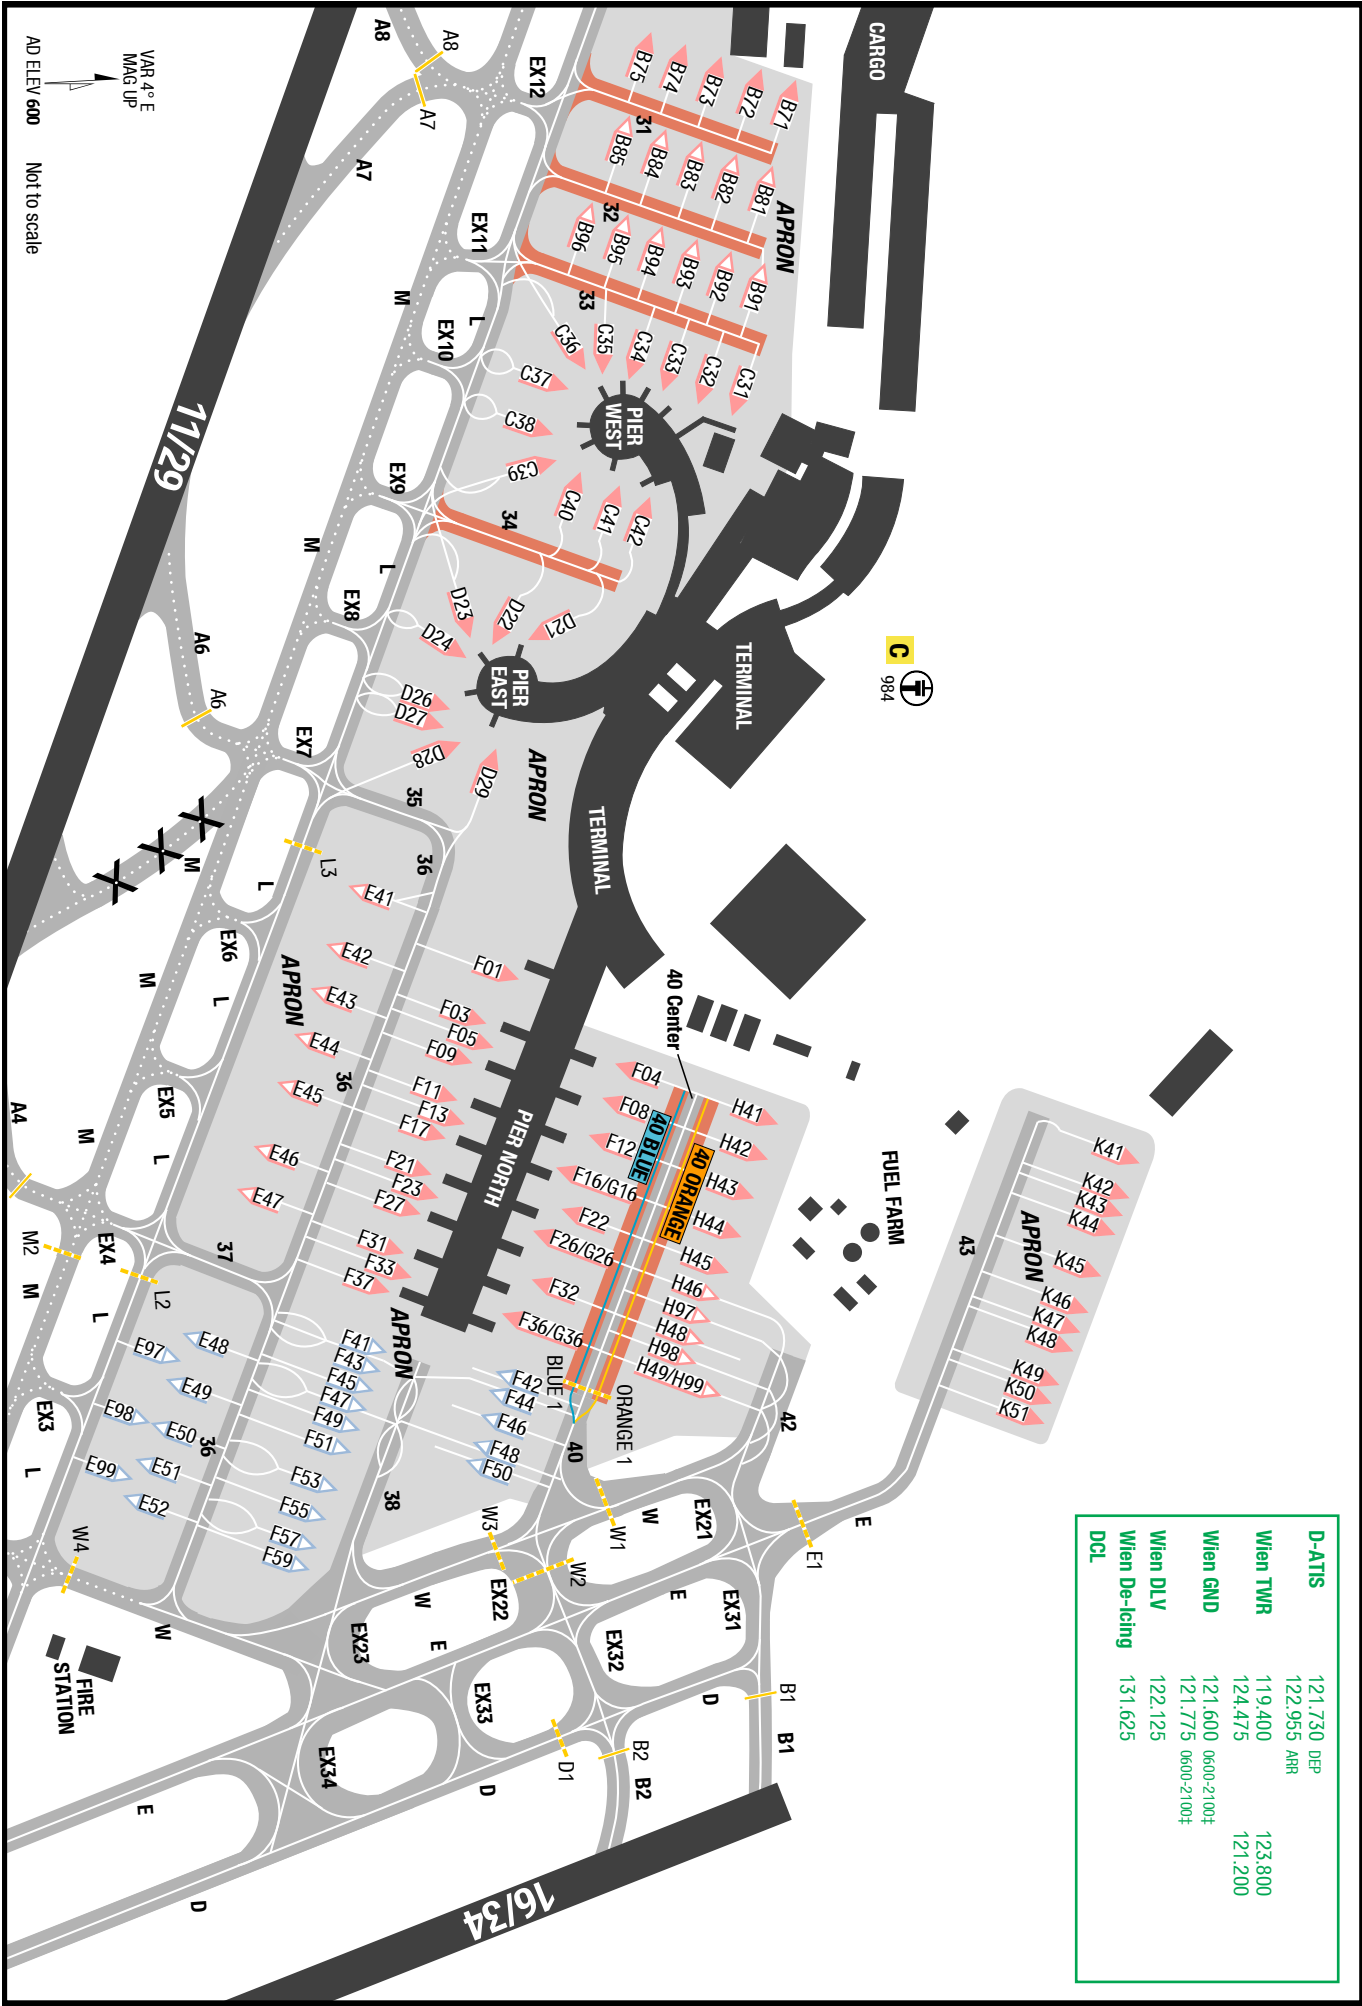 D-ATIS 121.730 DEP
122.955 ARR
Wien TWR 119.400 123.800
124.475 121.200
Wien GND 121.600 0600-2100‡
121.775 0600-2100‡
Wien DLV 122.125
Wien De-Icing 131.625
DCL
CARGO
C
984
TERMINAL
TERMINAL
APRON
B71
B72
B73
B74
B75
31
B81
B82
B83
B84
B85
32
B91
B92
B93
B94
B95
B96
33
C31
C32
C33
C34
C35
C36
C37
C38
C39
C40
C41
C42
PIER
WEST
34
D21
D22
D23
D24
D26
D27
D28
D29
PIER
EAST
APRON
35
36
40 Center
40 BLUE
40 ORANGE
F04
F08
F12
F16/G16
F22
F26/G26
F32
F36/G36
H41
H42
H43
H44
H45
H46
H97
H48
H98
H49/H99
BLUE 1
ORANGE 1
40
42
FUEL FARM
K41
K42
K43
K44
K45
K46
K47
K48
K49
K50
K51
APRON
43
PIER NORTH
F01
F03
F05
F09
F11
F13
F17
F21
F23
F27
F31
F33
F37
APRON
F41
F43
F45
F47
F49
F51
F53
F55
F57
F59
F42
F44
F46
F48
F50
38
APRON
E41
E42
E43
E44
E45
E46
E47
36
37
E48
E49
E50
E51
E52
E97
E98
E99
36
EX12
EX11
EX10
EX9
EX8
EX7
EX6
EX5
EX4
EX3
L
L
L
L
L
L
L
M
M
M
M
M
M
L3
L2
M2
A8
A8
A7
A7
A6
A6
A4
11/29
W4
W3
W2
W1
W
W
W
E1
E
E
E
E
EX21
EX22
EX23
EX31
EX32
EX33
EX34
D
D
D
D1
B1
B1
B2
B2
16/34
FIRE
STATION
VAR 4° E
MAG UP
AD ELEV 600 Not to scale